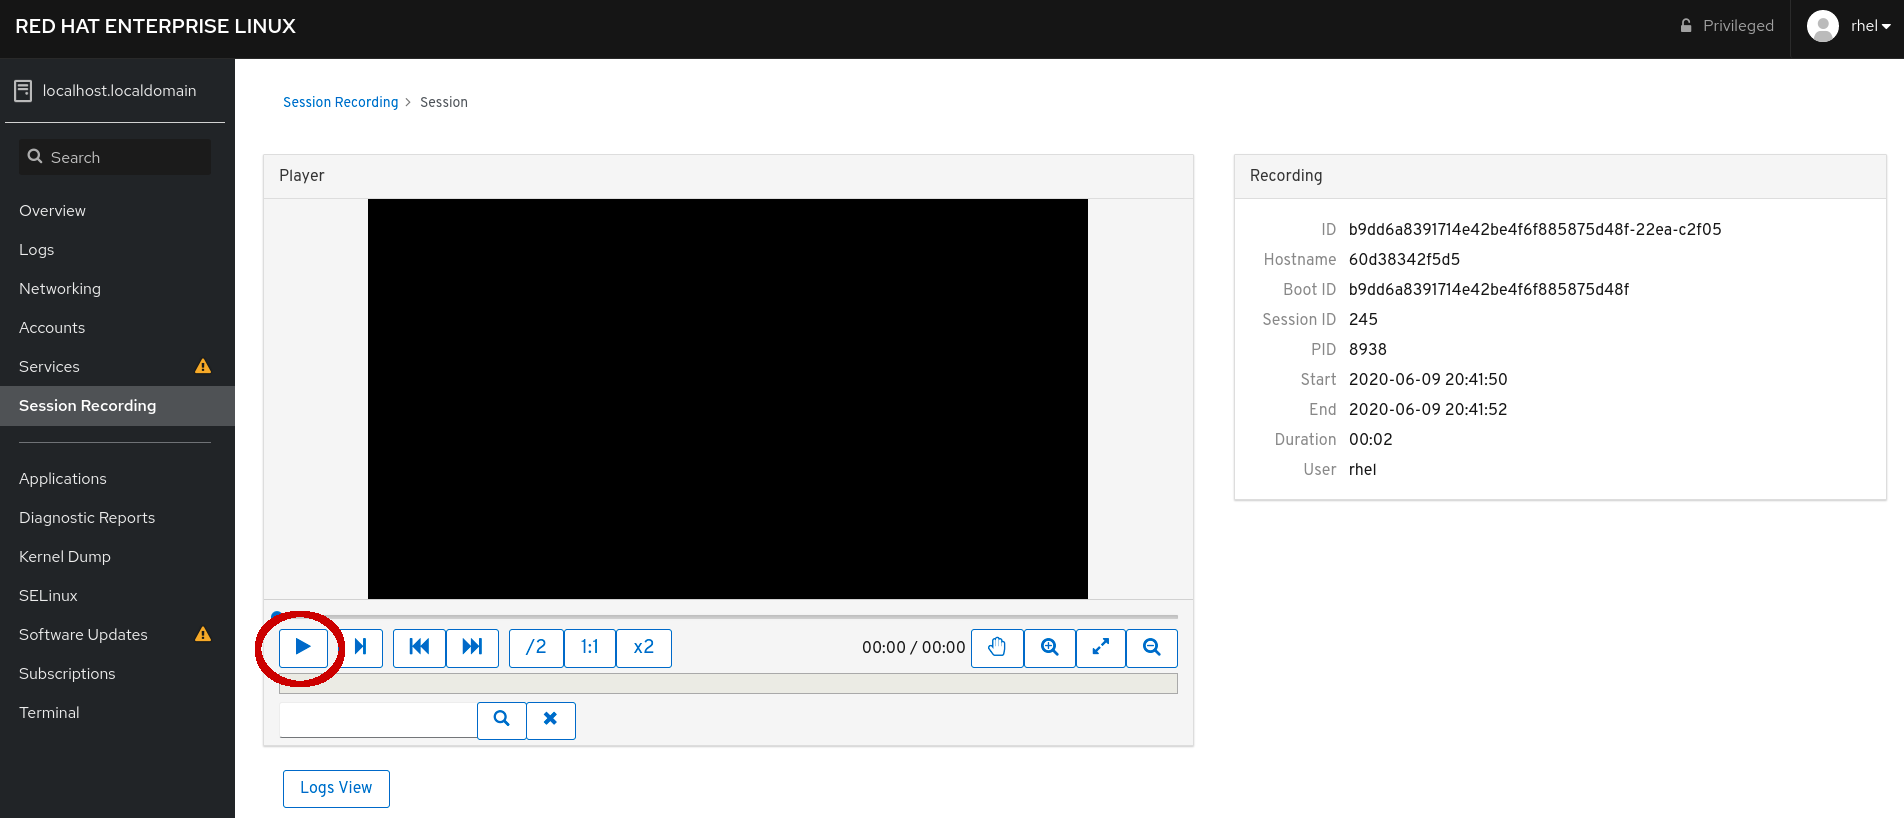 RED HAT ENTERPRISE LINUX
Privileged
rhel
localhost.localdomain
Search
Overview
Logs
Networking
Accounts
Services
Session Recording
Applications
Diagnostic Reports
Kernel Dump
SELinux
Software Updates
Subscriptions
Terminal
Session Recording > Session
Player
/2 1:1 x2 00:00 / 00:00
Logs View
Recording
ID b9dd6a8391714e42be4f6f885875d48f-22ea-c2f05
Hostname 60d38342f5d5
Boot ID b9dd6a8391714e42be4f6f885875d48f
Session ID 245
PID 8938
Start 2020-06-09 20:41:50
End 2020-06-09 20:41:52
Duration 00:02
User rhel